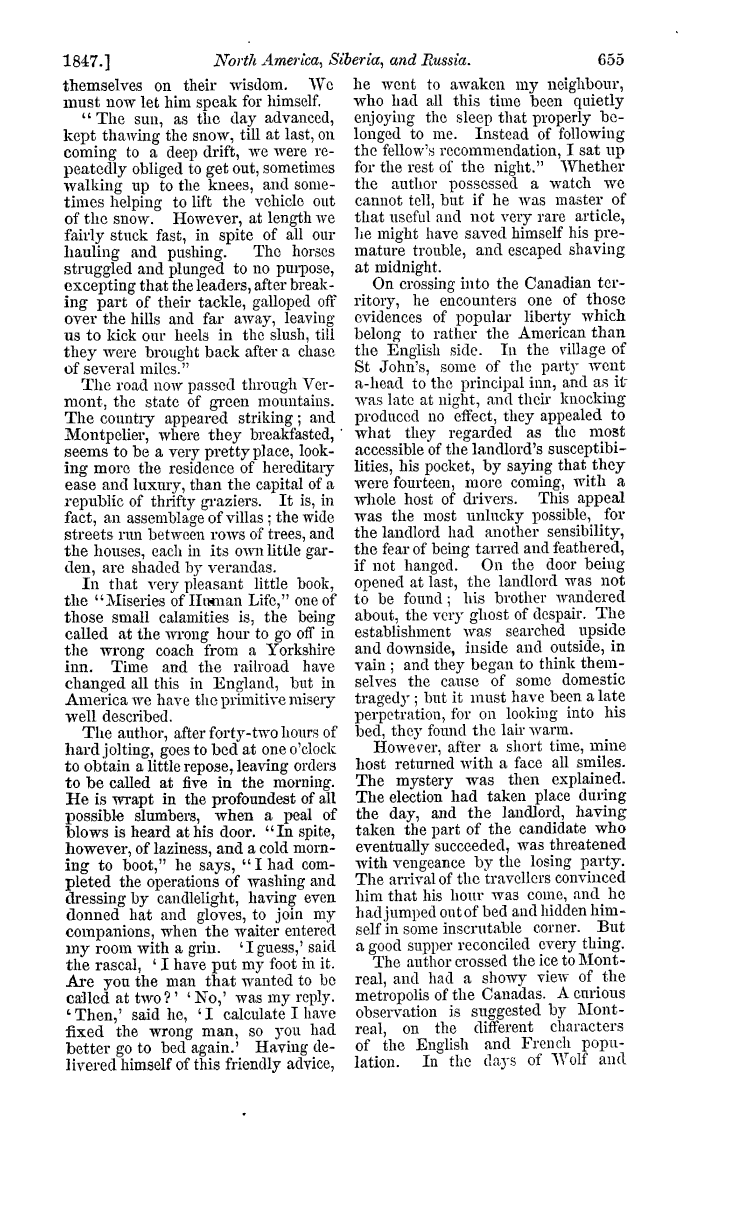 1847.] North America, Siberia, and Russia. 655
themselves on their wisdom. We
must now let him speak for himself.
“ The sun, as the day advanced,
kept thawing the snow, till at last, on
coming to a deep drift, we were re-
peatedly obliged to get out, sometimes
walking up to the knees, and some-
times helping to lift the vehicle out
of the snow. However, at length we
fairly stuck fast, in spite of all our
hauling and pushing. The horses
struggled and plunged to no purpose,
excepting that the leaders, after break-
ing part of their tackle, galloped off
over the hills and far away, leaving
us to kick our heels in the slush, till
they were brought back after a chase
of several miles.”
The road now passed through Ver-
mont, the state of green mountains.
The country appeared striking ; and
Montpelier, where they breakfasted,
seems to be a very pretty place, look-
ing more the residence of hereditary
ease and luxury, than the capital of a
republic of thrifty graziers. It is, in
fact, an assemblage of villas ; the wide
streets run between rows of trees, and
the houses, each in its own little gar-
den, are shaded by verandas.
In that very pleasant little book,
the “Miseries of Human Life,” one of
those small calamities is, the being
called at the wrong hour to go off in
the wrong coach from a Yorkshire
inn. Time and the railroad have
changed all this in England, but in
America we have the primitive misery
well described.
The author, after forty-two hours of
hard jolting, goes to bed at one o’clock
to obtain a little repose, leaving orders
to be called at five in the morning.
He is wrapt in the profoundest of all
possible slumbers, when a peal of
blows is heard at his door. “In spite,
however, of laziness, and a cold morn-
ing to boot,” he says, “I had com-
pleted the operations of washing and
dressing by candlelight, having even
donned hat and gloves, to join my
companions, when the waiter entered
my room with a grin. ‘I guess,’ said
the rascal, ‘I have put my foot in it.
Are you the man that wanted to be
called at two?’ ‘No,’ was my reply.
‘Then,’ said he, ‘I calculate I have
fixed the wrong man, so you had
better go to bed again.’ Having de-
livered himself of this friendly advice,
he went to awaken my neighbour,
who had all this time been quietly
enjoying the sleep that properly be-
longed to me. Instead of following
the fellow’s recommendation, I sat up
for the rest of the night.” Whether
the author possessed a watch we
cannot tell, but if he was master of
that useful and not very rare article,
he might have saved himself his pre-
mature trouble, and escaped shaving
at midnight.
On crossing into the Canadian ter-
ritory, he encounters one of those
evidences of popular liberty which
belong to rather the American than
the English side. In the village of
St John’s, some of the party went
a-head to the principal inn, and as it
was late at night, and their knocking
produced no effect, they appealed to
what they regarded as the most
accessible of the landlord’s susceptibi-
lities, his pocket, by saying that they
were fourteen, more coming, with a
whole host of drivers. This appeal
was the most unlucky possible, for
the landlord had another sensibility,
the fear of being tarred and feathered,
if not hanged. On the door being
opened at last, the landlord was not
to be found ; his brother wandered
about, the very ghost of despair. The
establishment was searched upside
and downside, inside and outside, in
vain ; and they began to think them-
selves the cause of some domestic
tragedy ; but it must have been a late
perpetration, for on looking into his
bed, they found the lair warm.
However, after a short time, mine
host returned with a face all smiles.
The mystery was then explained.
The election had taken place during
the day, and the landlord, having
taken the part of the candidate who
eventually succeeded, was threatened
with vengeance by the losing party.
The arrival of the travellers convinced
him that his hour was come, and he
had jumped out of bed and hidden him-
self in some inscrutable corner. But
a good supper reconciled every thing.
The author crossed the ice to Mont-
real, and had a showy view of the
metropolis of the Canadas. A curious
observation is suggested by Mont-
real, on the different characters
of the English and French popu-
lation. In the days of Wolf and